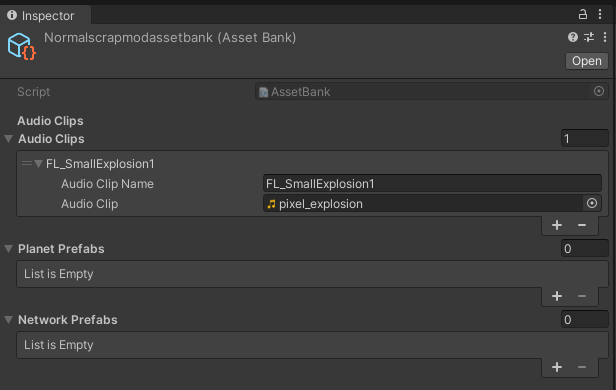 Inspector
Normalscrapmodassetbank (Asset Bank)
Open
Script AssetBank
Audio Clips
Audio Clips 1
FL_SmallExplosion1
Audio Clip Name FL_SmallExplosion1
Audio Clip pixel_explosion
Planet Prefabs 0
List is Empty
Network Prefabs 0
List is Empty